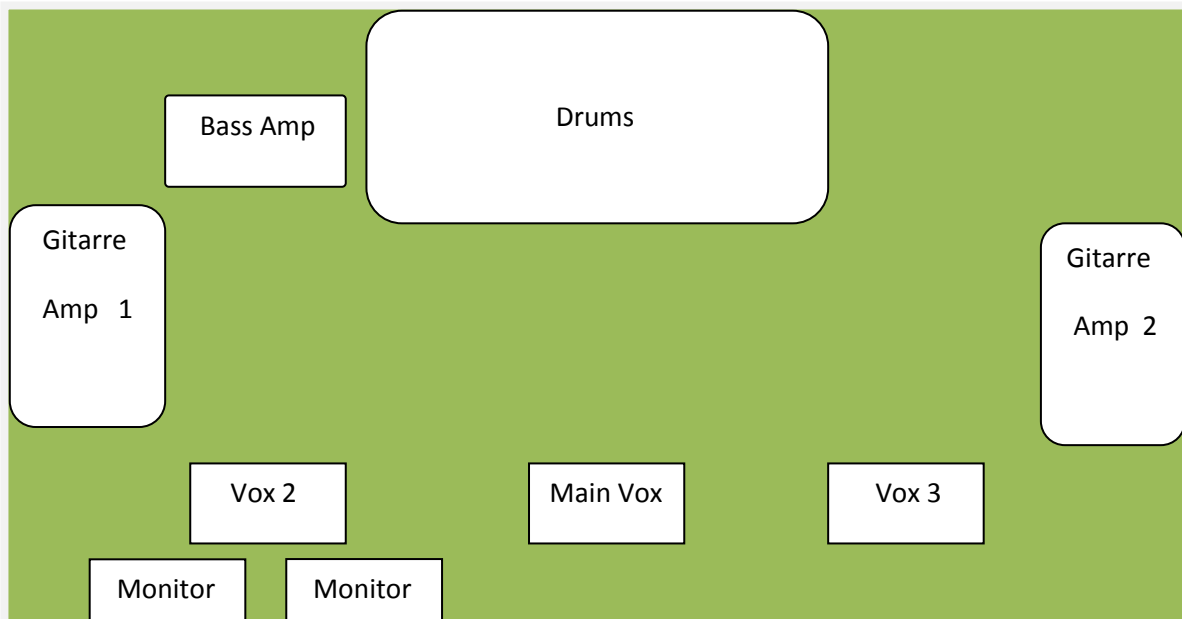 Drums
Bass Amp
Gitarre
Amp 1
Gitarre
Amp 2
Vox 2
Main Vox
Vox 3
Monitor
Monitor